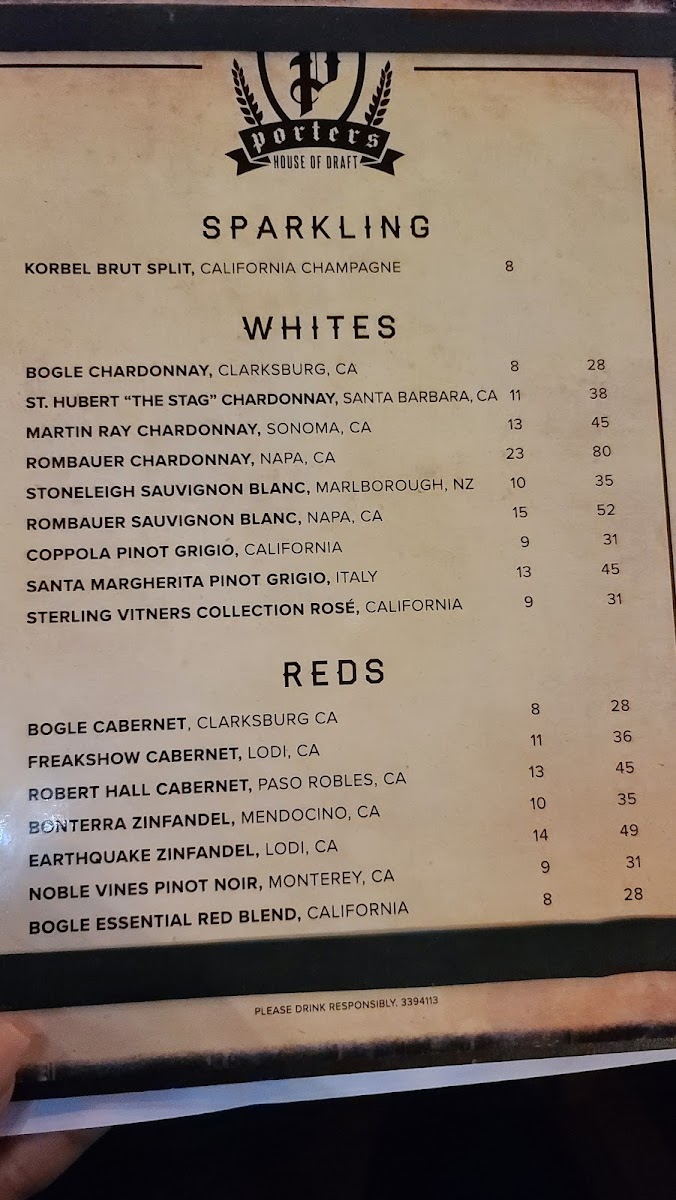 P
porters
HOUSE OF DRAFT
SPARKLING
KORBEL BRUT SPLIT, CALIFORNIA CHAMPAGNE 8
WHITES
BOGLE CHARDONNAY, CLARKSBURG, CA 8 28
ST. HUBERT “THE STAG” CHARDONNAY, SANTA BARBARA, CA 11 38
MARTIN RAY CHARDONNAY, SONOMA, CA 13 45
ROMBAUER CHARDONNAY, NAPA, CA 23 80
STONELEIGH SAUVIGNON BLANC, MARLBOROUGH, NZ 10 35
ROMBAUER SAUVIGNON BLANC, NAPA, CA 15 52
COPPOLA PINOT GRIGIO, CALIFORNIA 9 31
SANTA MARGHERITA PINOT GRIGIO, ITALY 13 45
STERLING VITNERS COLLECTION ROSÉ, CALIFORNIA 9 31
REDS
BOGLE CABERNET, CLARKSBURG CA 8 28
FREAKSHOW CABERNET, LODI, CA 11 36
ROBERT HALL CABERNET, PASO ROBLES, CA 13 45
BONTERRA ZINFANDEL, MENDOCINO, CA 10 35
EARTHQUAKE ZINFANDEL, LODI, CA 14 49
NOBLE VINES PINOT NOIR, MONTEREY, CA 9 31
BOGLE ESSENTIAL RED BLEND, CALIFORNIA 8 28
PLEASE DRINK RESPONSIBLY. 3394113